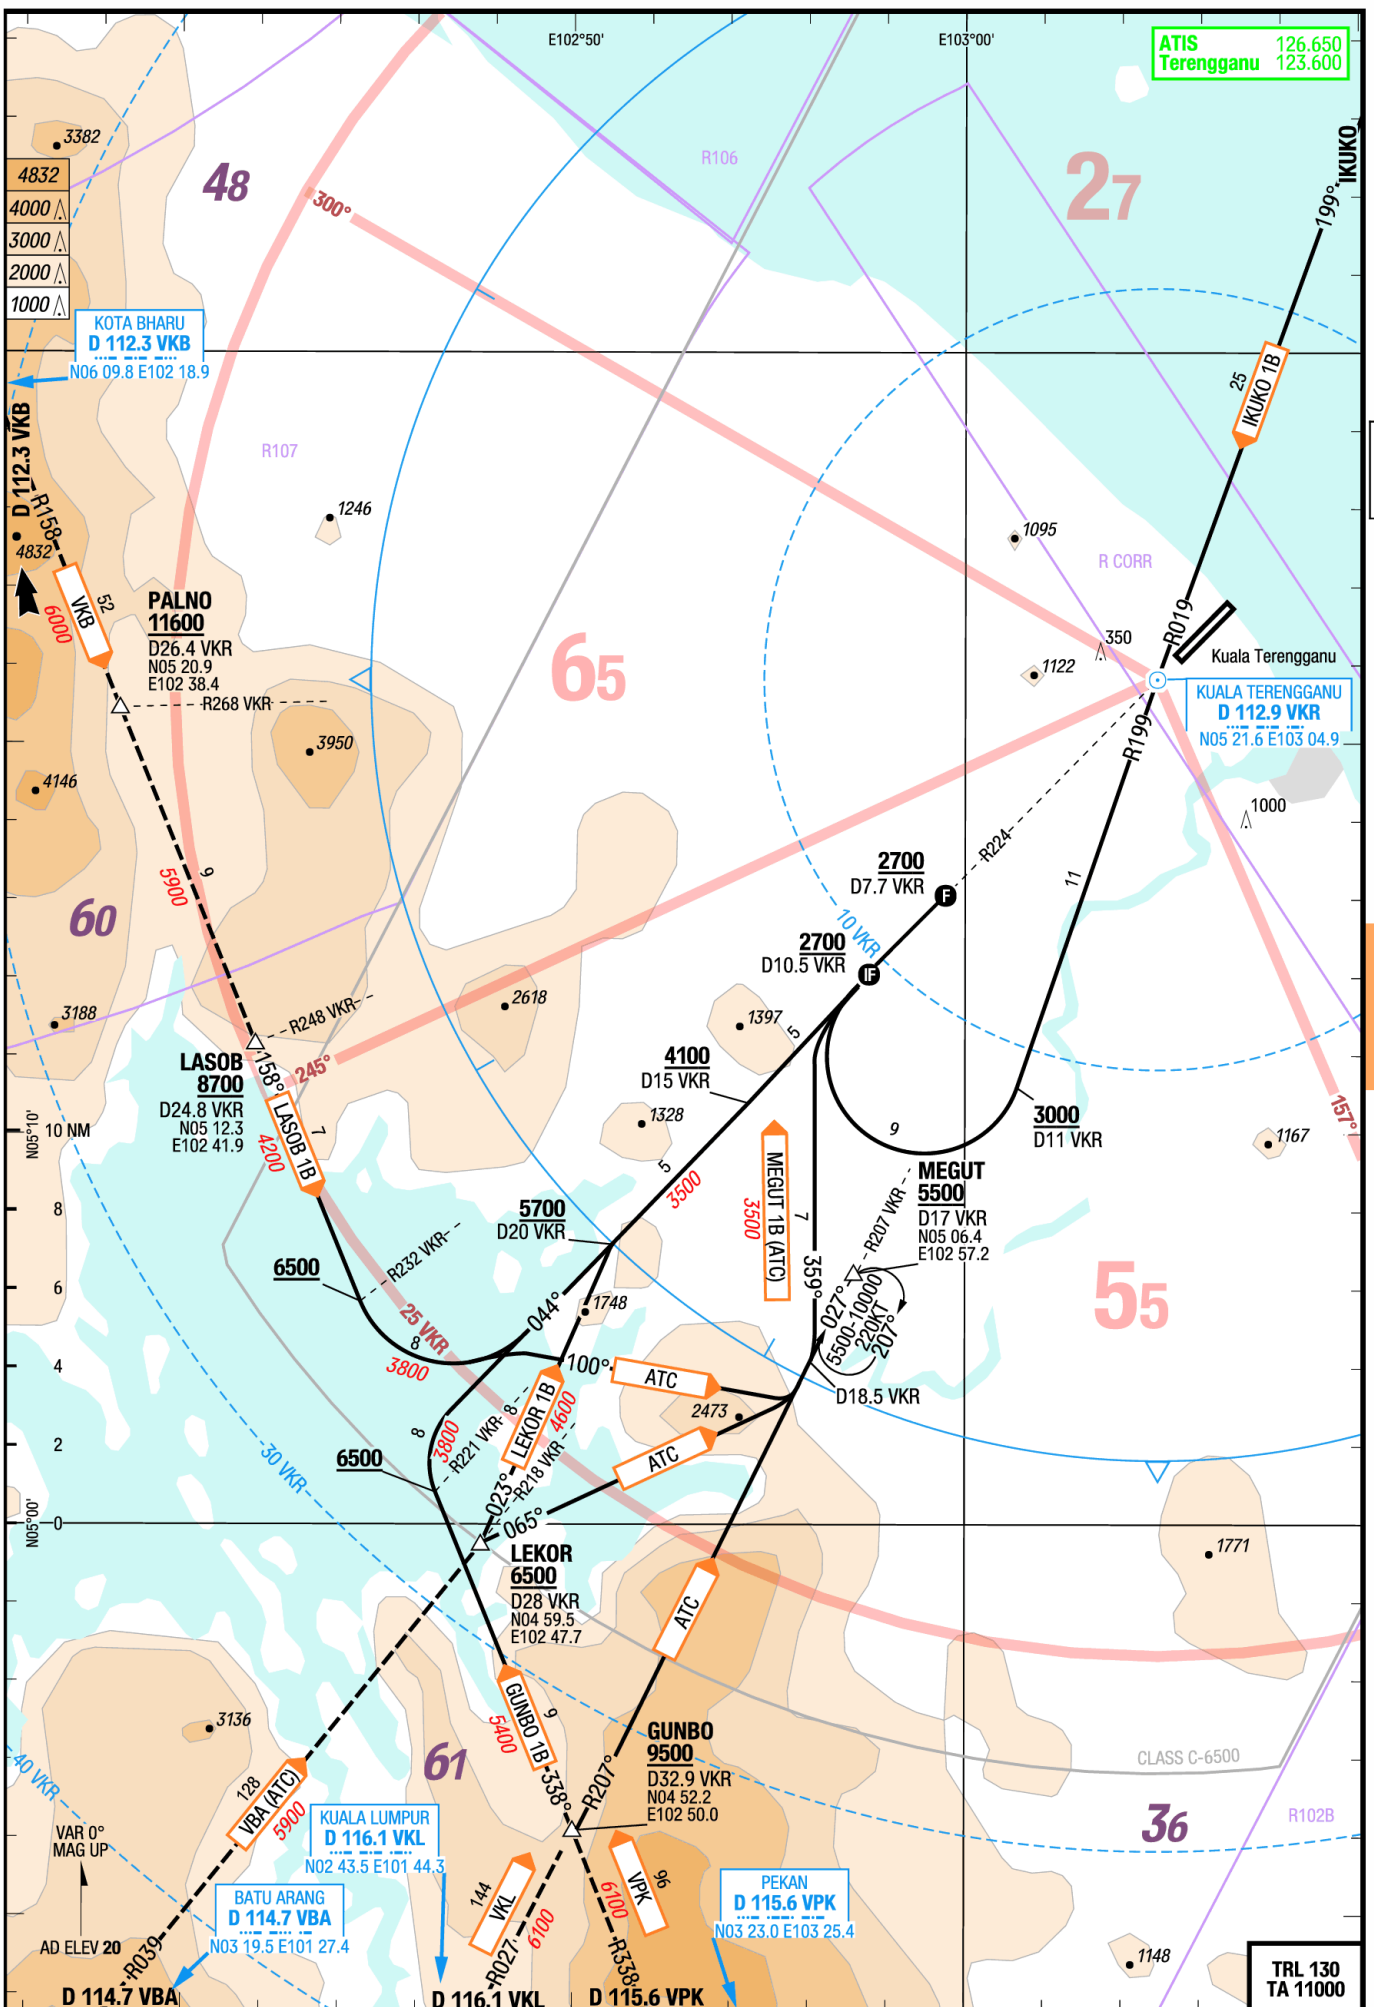 E102°50'
E103°00'
ATIS 126.650
Terengganu 123.600
3382
48
R106
27
IKUKO
199°
300°
4832
4000
3000
2000
1000
KOTA BHARU
D 112.3 VKB
N06 09.8 E102 18.9
25
IKUKO 1B
D 112.3 VKB
R107
R158
1246
4832
1095
R CORR
VKB
52
6000
PALNO
11600
D26.4 VKR
N05 20.9
E102 38.4
R268 VKR
65
350
1122
R019
Kuala Terengganu
KUALA TERENGGANU
D 112.9 VKR
N05 21.6 E103 04.9
R199
3950
4146
1000
9
5900
2700
D7.7 VKR
F
R224
11
60
10 VKR
2700
D10.5 VKR
IF
3188
R248 VKR
2618
1397
5
LASOB
8700
D24.8 VKR
N05 12.3
E102 41.9
158°
245°
4100
D15 VKR
157°
N05°10'
10 NM
LASOB 1B
7
4200
1328
3000
D11 VKR
9
1167
5
3500
MEGUT 1B (ATC)
3500
7
359°
MEGUT
5500
D17 VKR
N05 06.4
E102 57.2
R207 VKR
8
5700
D20 VKR
6500
R232 VKR
6
027°
5500-10000
220KT
207°
55
25 VKR
044°
1748
8
3800
4
100°
ATC
D18.5 VKR
LEKOR 1B
4600
8
3800
R221 VKR
8
2473
ATC
2
6500
30 VKR
R218 VKR
023°
065°
N05°00'
0
LEKOR
6500
D28 VKR
N04 59.5
E102 47.7
1771
ATC
3136
GUNBO 1B
9
5400
338°
R207°
GUNBO
9500
D32.9 VKR
N04 52.2
E102 50.0
61
CLASS C-6500
40 VKR
128
VBA (ATC)
5900
R102B
36
VAR 0°
MAG UP
KUALA LUMPUR
D 116.1 VKL
N02 43.5 E101 44.3
144
VKL
6100
VPK
96
6100
PEKAN
D 115.6 VPK
N03 23.0 E103 25.4
BATU ARANG
D 114.7 VBA
N03 19.5 E101 27.4
AD ELEV 20
R039
R027
R338
1148
D 114.7 VBA
D 116.1 VKL
D 115.6 VPK
TRL 130
TA 11000